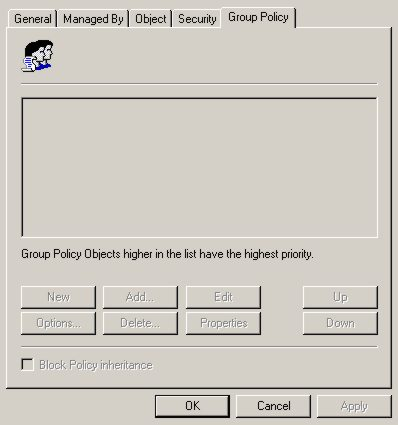 General Managed By Object Security Group Policy
Group Policy Objects higher in the list have the highest priority.
New Add... Edit Up
Options... Delete... Properties Down
Block Policy inheritance
OK Cancel Apply